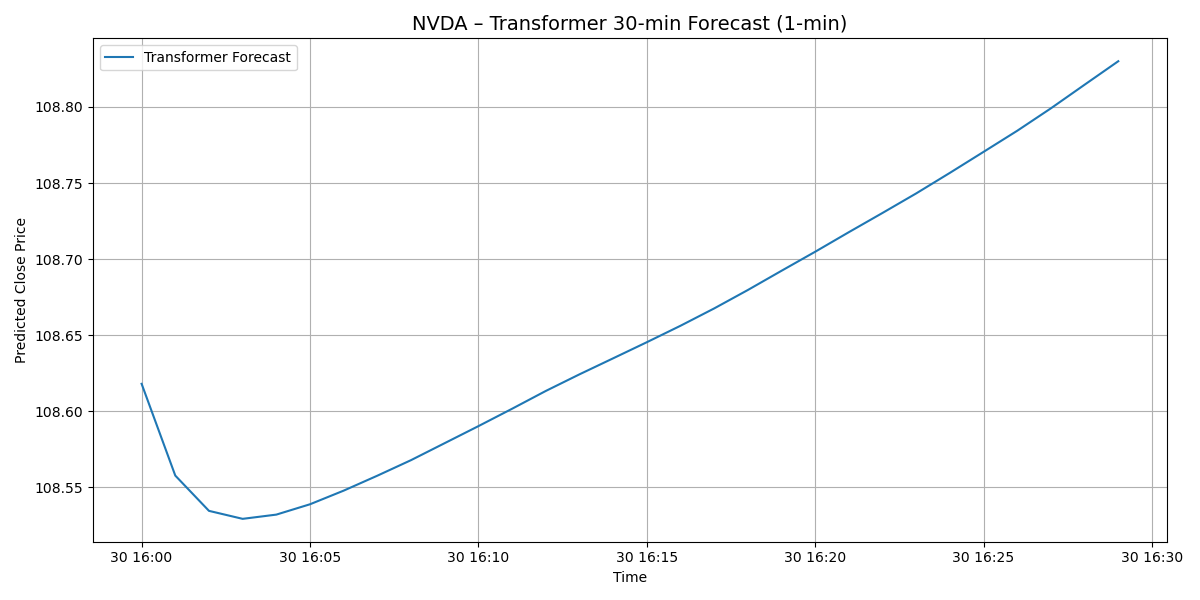 NVDA – Transformer 30-min Forecast (1-min)
Transformer Forecast
Predicted Close Price
108.80
108.75
108.70
108.65
108.60
108.55
30 16:00 30 16:05 30 16:10 30 16:15 30 16:20 30 16:25 30 16:30
Time